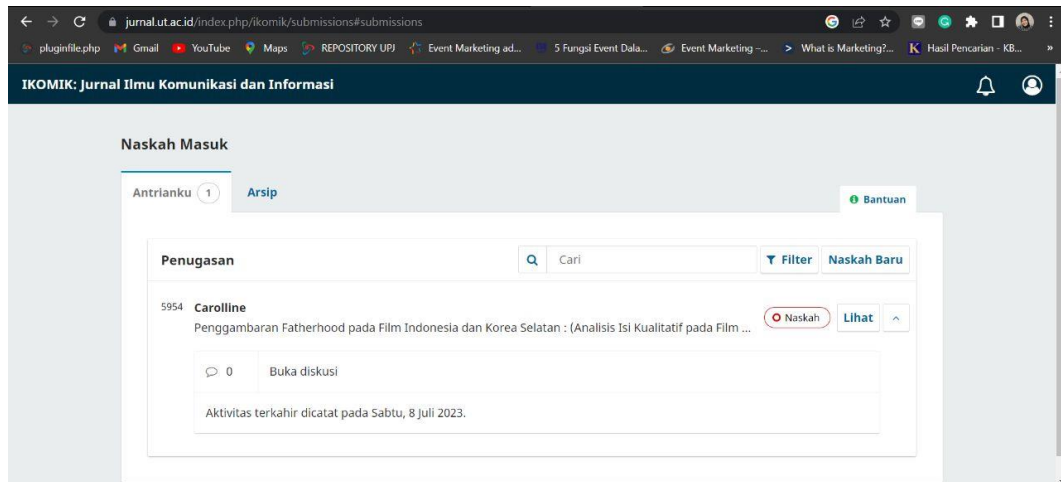 jurnal.ut.ac.id/index.php/ikomik/submissions#submissions
pluginfile.php Gmail YouTube Maps REPOSITORY UPJ Event Marketing ad... 5 Fungsi Event Dala... Event Marketing –... What is Marketing?... Hasil Pencarian - KB... »
IKOMIK: Jurnal Ilmu Komunikasi dan Informasi
Naskah Masuk
Antrianku 1 Arsip
Bantuan
Penugasan Cari Filter Naskah Baru
5954 Carolline
Penggambaran Fatherhood pada Film Indonesia dan Korea Selatan : (Analisis Isi Kualitatif pada Film ... Naskah Lihat
0 Buka diskusi
Aktivitas terkahir dicatat pada Sabtu, 8 Juli 2023.